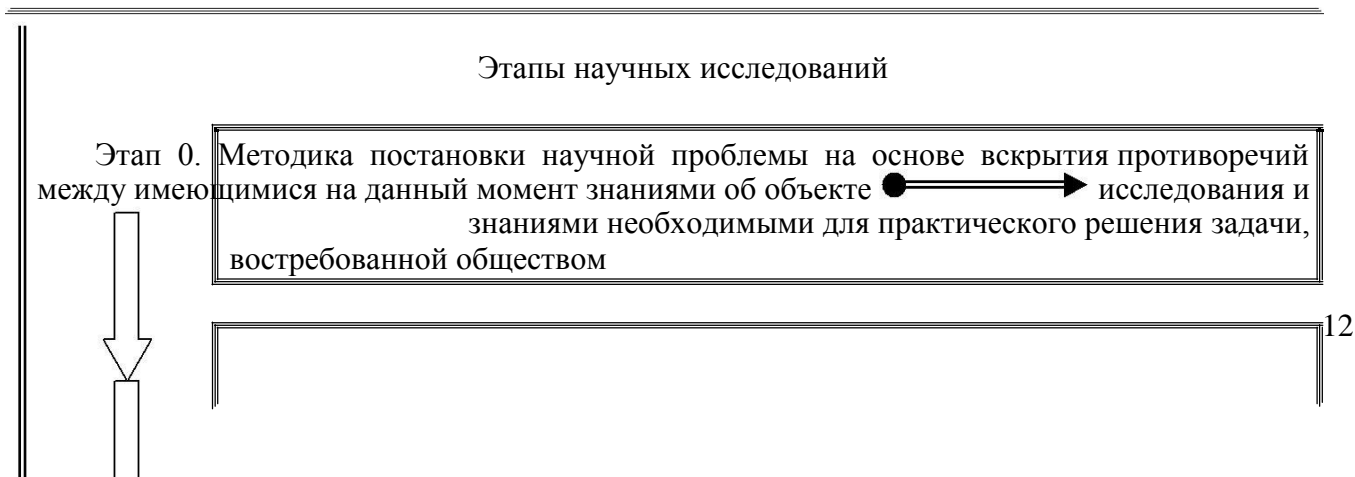 Этапы научных исследований
Этап 0. Методика постановки научной проблемы на основе вскрытия противоречий
между имеющимися на данный момент знаниями об объекте исследования и
знаниями необходимыми для практического решения задачи,
востребованной обществом
12